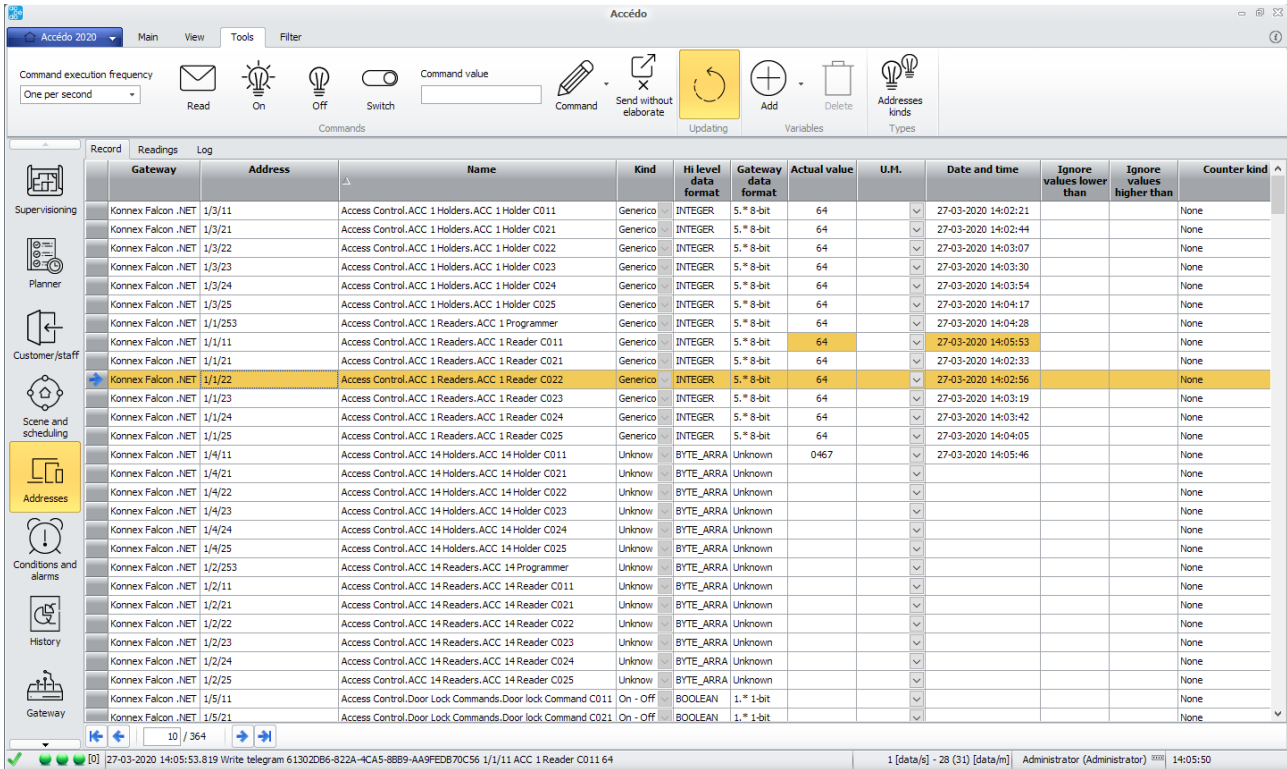 Accédo
Accédo 2020 Main View Tools Filter
Command execution frequency
One per second
Read On Off Switch
Command value
Command
Send without elaborate
Add Delete
Addresses kinds
Commands Updating Variables Types
Record Readings Log
Supervisioning
Planner
Customer/staff
Scene and scheduling
Addresses
Conditions and alarms
History
Gateway
Gateway Address Name Kind Hi level data format Gateway data format Actual value U.M. Date and time Ignore values lower than Ignore values higher than Counter kind
Konnex Falcon .NET 1/3/11 Access Control.ACC 1 Holders.ACC 1 Holder C011 Generico INTEGER 5.* 8-bit 64 27-03-2020 14:02:21 None
Konnex Falcon .NET 1/3/21 Access Control.ACC 1 Holders.ACC 1 Holder C021 Generico INTEGER 5.* 8-bit 64 27-03-2020 14:02:44 None
Konnex Falcon .NET 1/3/22 Access Control.ACC 1 Holders.ACC 1 Holder C022 Generico INTEGER 5.* 8-bit 64 27-03-2020 14:03:07 None
Konnex Falcon .NET 1/3/23 Access Control.ACC 1 Holders.ACC 1 Holder C023 Generico INTEGER 5.* 8-bit 64 27-03-2020 14:03:30 None
Konnex Falcon .NET 1/3/24 Access Control.ACC 1 Holders.ACC 1 Holder C024 Generico INTEGER 5.* 8-bit 64 27-03-2020 14:03:54 None
Konnex Falcon .NET 1/3/25 Access Control.ACC 1 Holders.ACC 1 Holder C025 Generico INTEGER 5.* 8-bit 64 27-03-2020 14:04:17 None
Konnex Falcon .NET 1/1/253 Access Control.ACC 1 Readers.ACC 1 Programmer Generico INTEGER 5.* 8-bit 64 27-03-2020 14:04:28 None
Konnex Falcon .NET 1/1/11 Access Control.ACC 1 Readers.ACC 1 Reader C011 Generico INTEGER 5.* 8-bit 64 27-03-2020 14:05:53 None
Konnex Falcon .NET 1/1/21 Access Control.ACC 1 Readers.ACC 1 Reader C021 Generico INTEGER 5.* 8-bit 64 27-03-2020 14:02:33 None
Konnex Falcon .NET 1/1/22 Access Control.ACC 1 Readers.ACC 1 Reader C022 Generico INTEGER 5.* 8-bit 64 27-03-2020 14:02:56 None
Konnex Falcon .NET 1/1/23 Access Control.ACC 1 Readers.ACC 1 Reader C023 Generico INTEGER 5.* 8-bit 64 27-03-2020 14:03:19 None
Konnex Falcon .NET 1/1/24 Access Control.ACC 1 Readers.ACC 1 Reader C024 Generico INTEGER 5.* 8-bit 64 27-03-2020 14:03:42 None
Konnex Falcon .NET 1/1/25 Access Control.ACC 1 Readers.ACC 1 Reader C025 Generico INTEGER 5.* 8-bit 64 27-03-2020 14:04:05 None
Konnex Falcon .NET 1/4/11 Access Control.ACC 14 Holders.ACC 14 Holder C011 Unknow BYTE_ARRA Unknown 0467 27-03-2020 14:05:46 None
Konnex Falcon .NET 1/4/21 Access Control.ACC 14 Holders.ACC 14 Holder C021 Unknow BYTE_ARRA Unknown None
Konnex Falcon .NET 1/4/22 Access Control.ACC 14 Holders.ACC 14 Holder C022 Unknow BYTE_ARRA Unknown None
Konnex Falcon .NET 1/4/23 Access Control.ACC 14 Holders.ACC 14 Holder C023 Unknow BYTE_ARRA Unknown None
Konnex Falcon .NET 1/4/24 Access Control.ACC 14 Holders.ACC 14 Holder C024 Unknow BYTE_ARRA Unknown None
Konnex Falcon .NET 1/4/25 Access Control.ACC 14 Holders.ACC 14 Holder C025 Unknow BYTE_ARRA Unknown None
Konnex Falcon .NET 1/2/253 Access Control.ACC 14 Readers.ACC 14 Programmer Unknow BYTE_ARRA Unknown None
Konnex Falcon .NET 1/2/11 Access Control.ACC 14 Readers.ACC 14 Reader C011 Unknow BYTE_ARRA Unknown None
Konnex Falcon .NET 1/2/21 Access Control.ACC 14 Readers.ACC 14 Reader C021 Unknow BYTE_ARRA Unknown None
Konnex Falcon .NET 1/2/22 Access Control.ACC 14 Readers.ACC 14 Reader C022 Unknow BYTE_ARRA Unknown None
Konnex Falcon .NET 1/2/23 Access Control.ACC 14 Readers.ACC 14 Reader C023 Unknow BYTE_ARRA Unknown None
Konnex Falcon .NET 1/2/24 Access Control.ACC 14 Readers.ACC 14 Reader C024 Unknow BYTE_ARRA Unknown None
Konnex Falcon .NET 1/2/25 Access Control.ACC 14 Readers.ACC 14 Reader C025 Unknow BYTE_ARRA Unknown None
Konnex Falcon .NET 1/5/11 Access Control.Door Lock Commands.Door lock Command C011 On - Off BOOLEAN 1.* 1-bit None
Konnex Falcon .NET 1/5/21 Access Control.Door Lock Commands.Door lock Command C021 On - Off BOOLEAN 1.* 1-bit None
10 / 364
[0] 27-03-2020 14:05:53.819 Write telegram 61302DB6-822A-4CA5-8BB9-AA9FEDB70C56 1/1/11 ACC 1 Reader C011 64 1 [data/s] - 28 (31) [data/m] Administrator (Administrator) 14:05:50